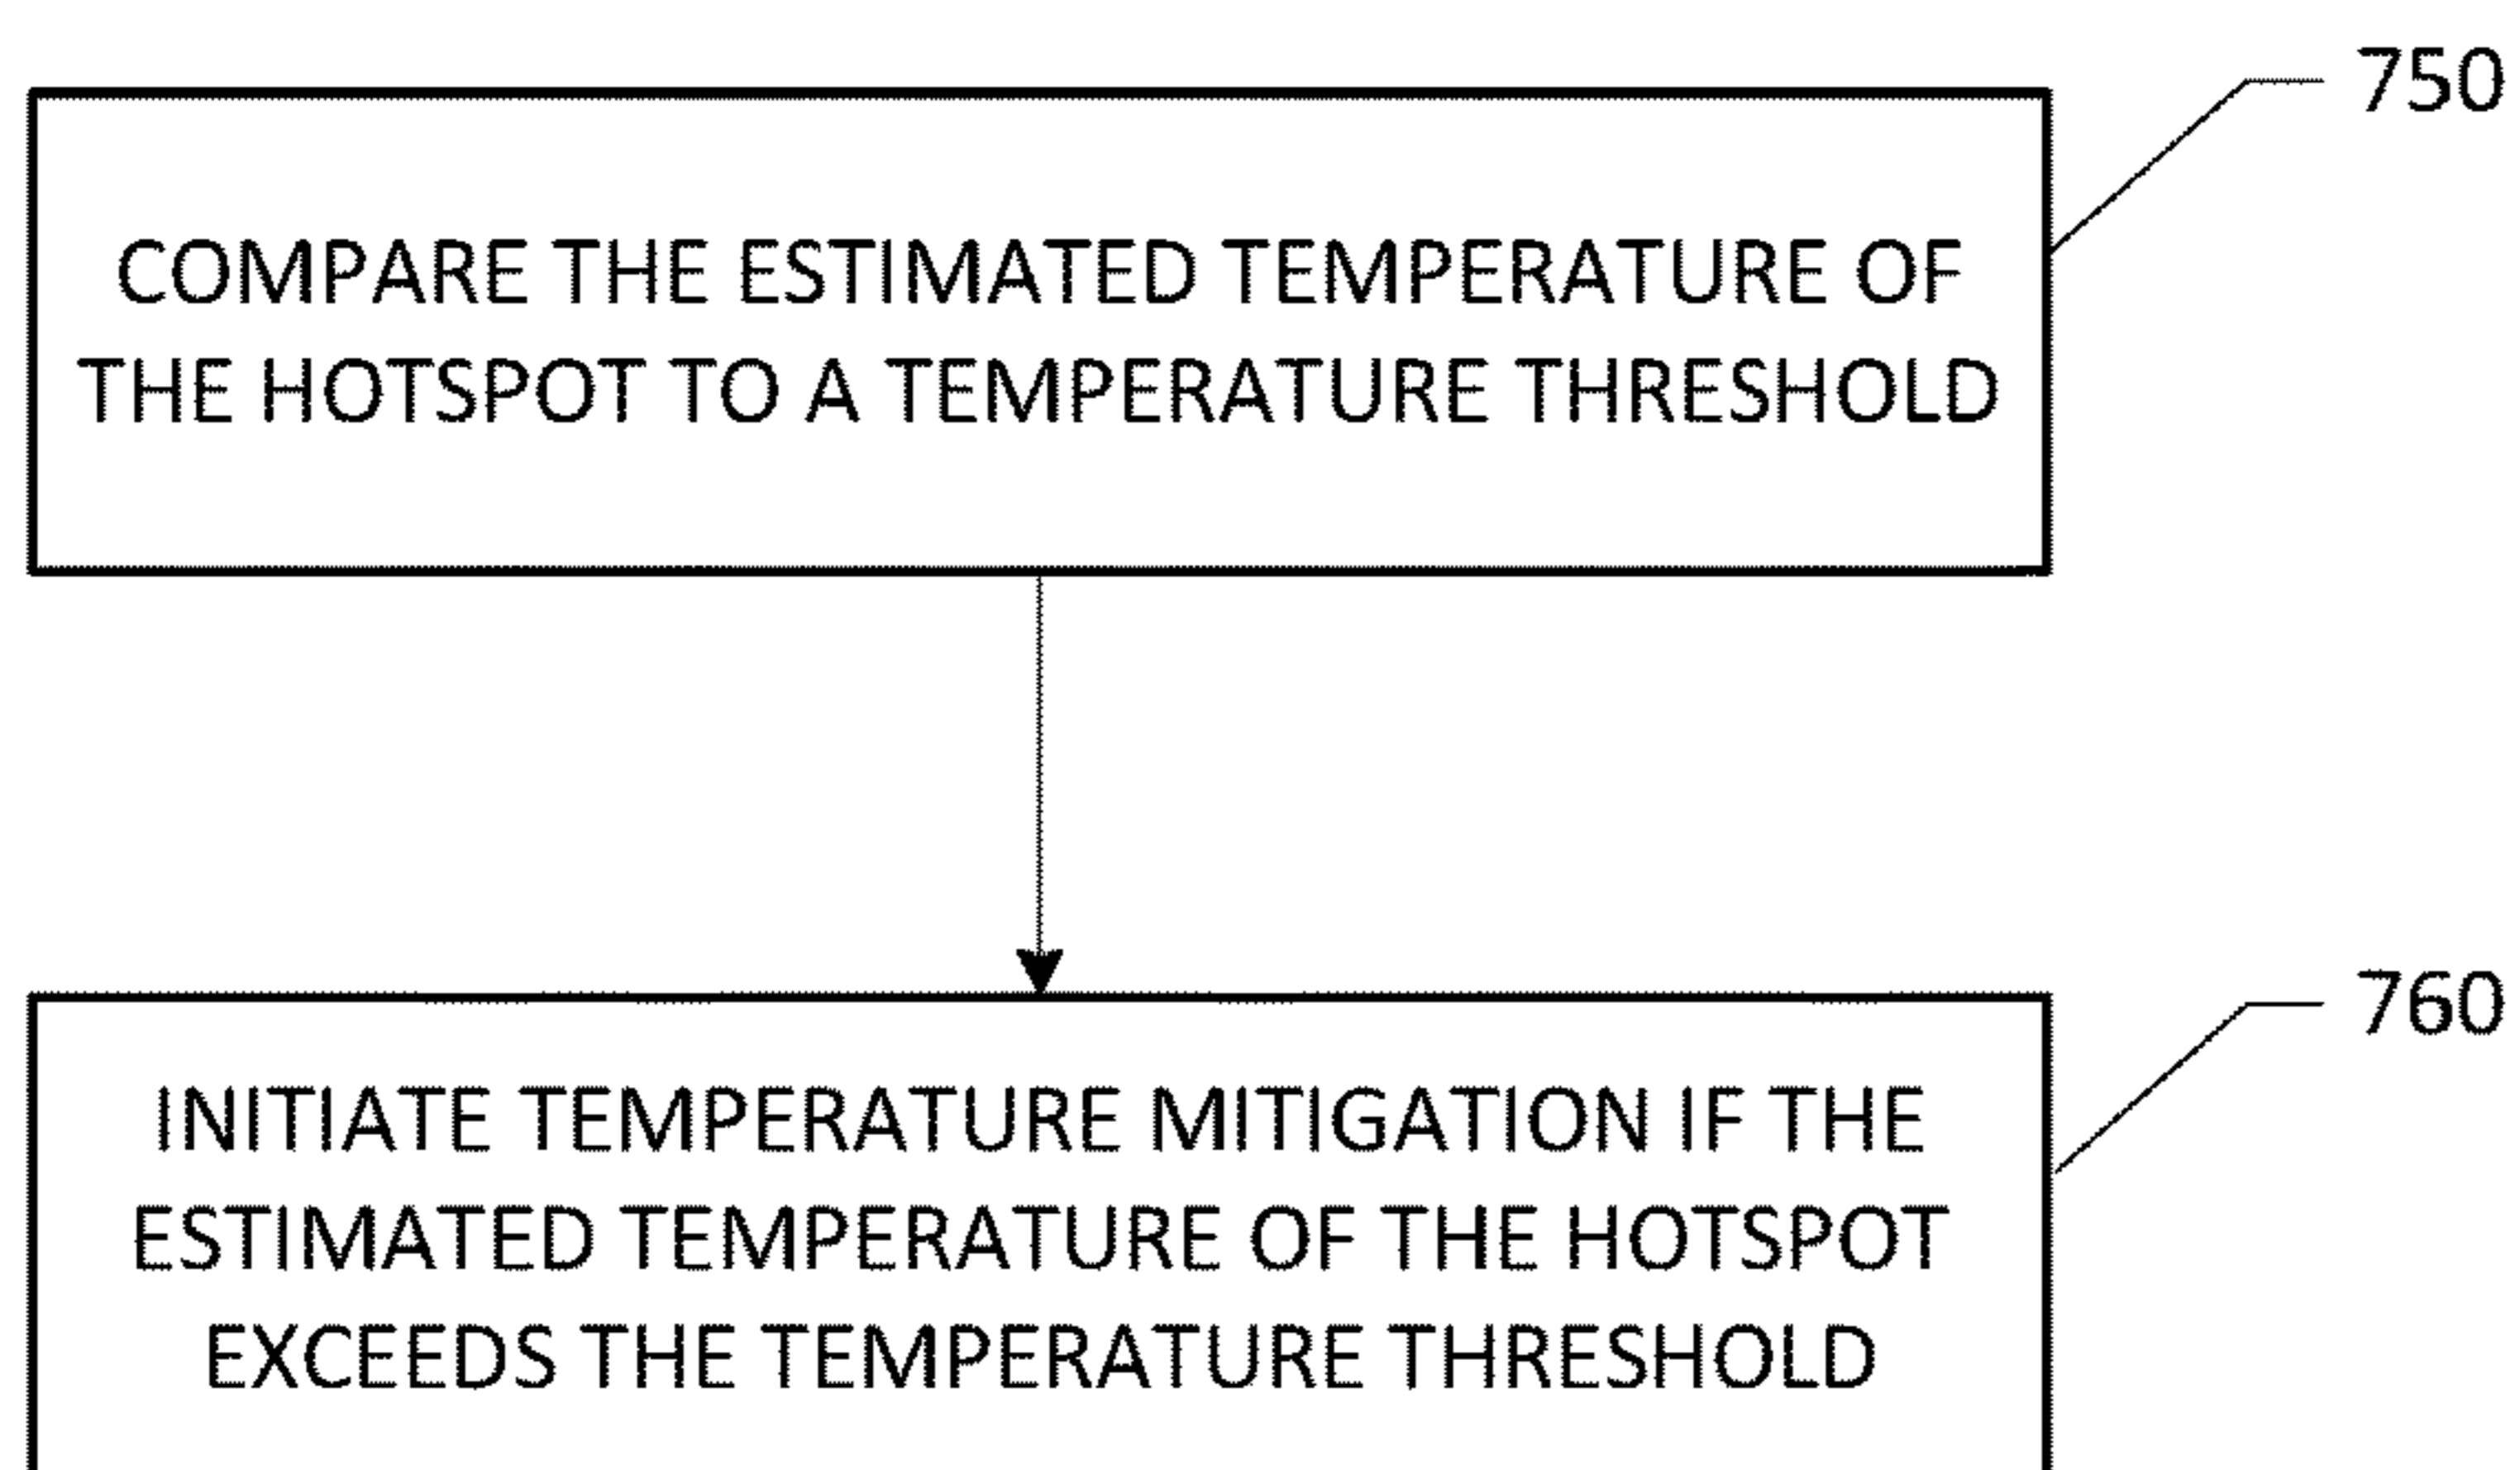 750
COMPARE THE ESTIMATED TEMPERATURE OF
THE HOTSPOT TO A TEMPERATURE THRESHOLD
760
INITIATE TEMPERATURE MITIGATION IF THE
ESTIMATED TEMPERATURE OF THE HOTSPOT
EXCEEDS THE TEMPERATURE THRESHOLD